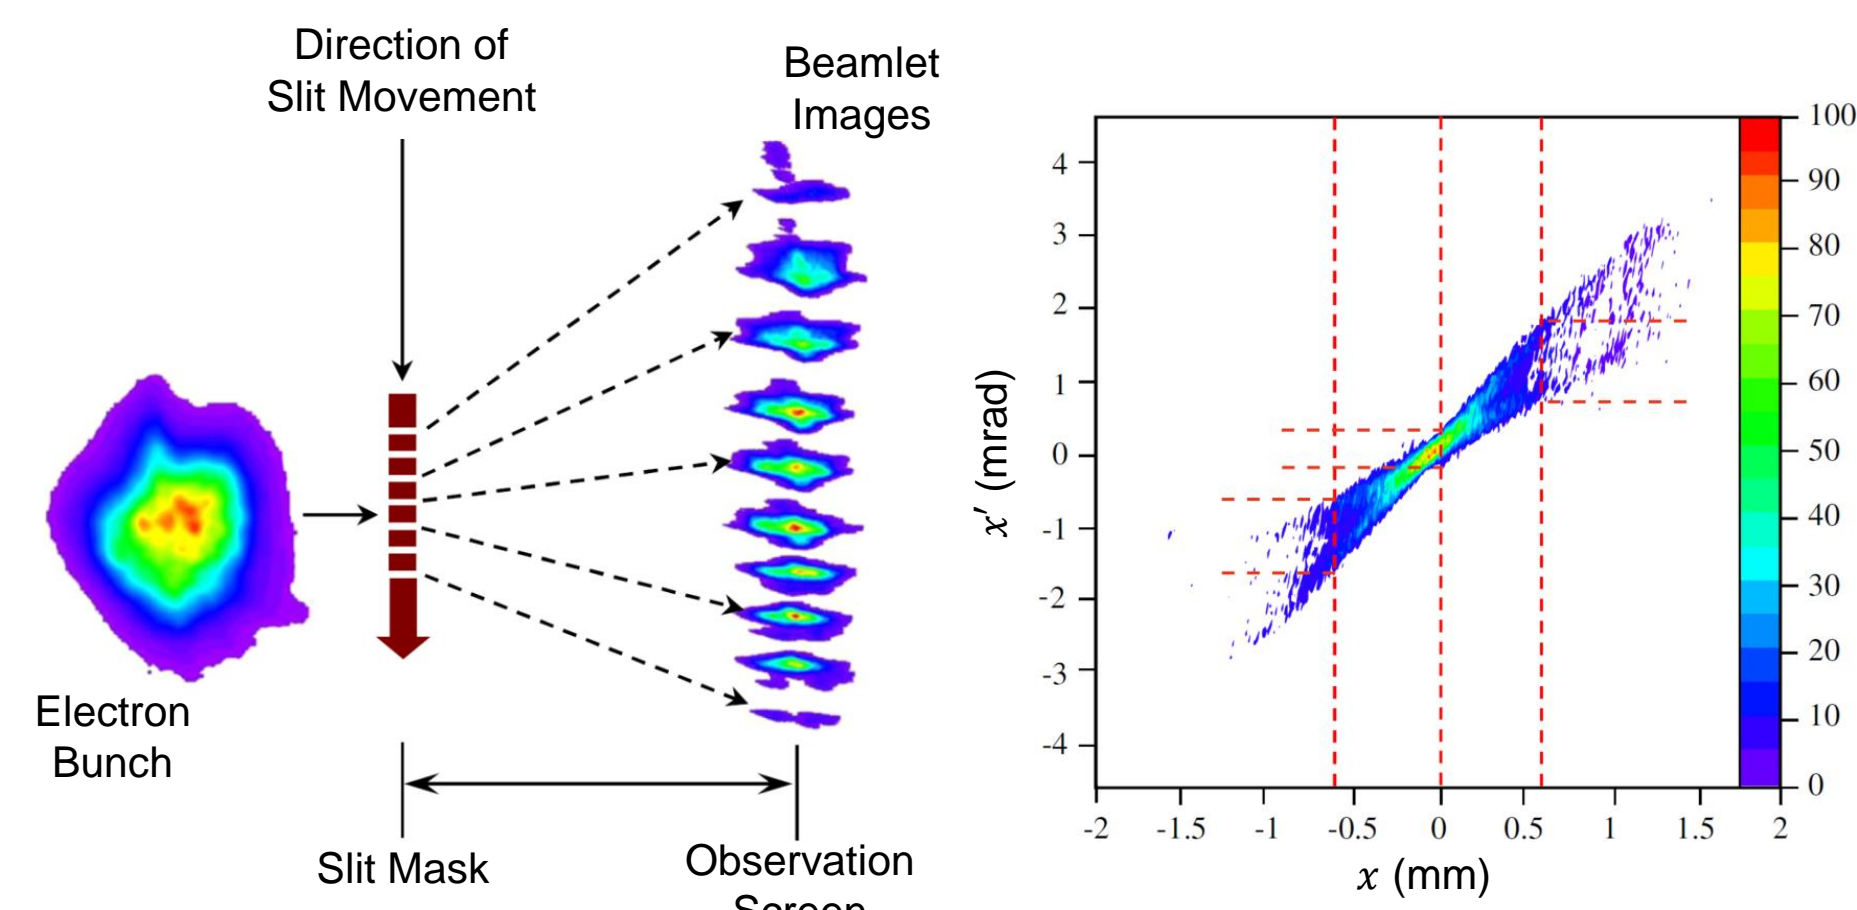 Direction of
Slit Movement
Beamlet
Images
Electron
Bunch
Slit Mask
Observation
Screen
x′ (mrad)
4
3
2
1
0
-1
-2
-3
-4
-2
-1.5
-1
-0.5
0
0.5
1
1.5
2
x (mm)
100
90
80
70
60
50
40
30
20
10
0